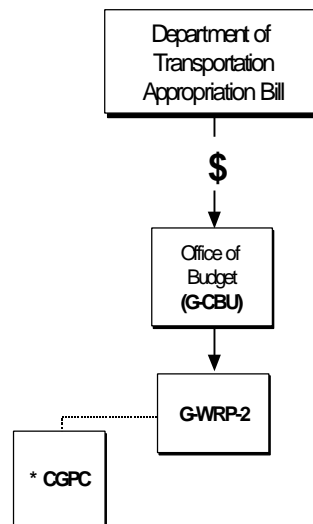 Department of
Transportation
Appropriation Bill
$
Office of
Budget
(G-CBU)
G-WRP-2
* CGPC